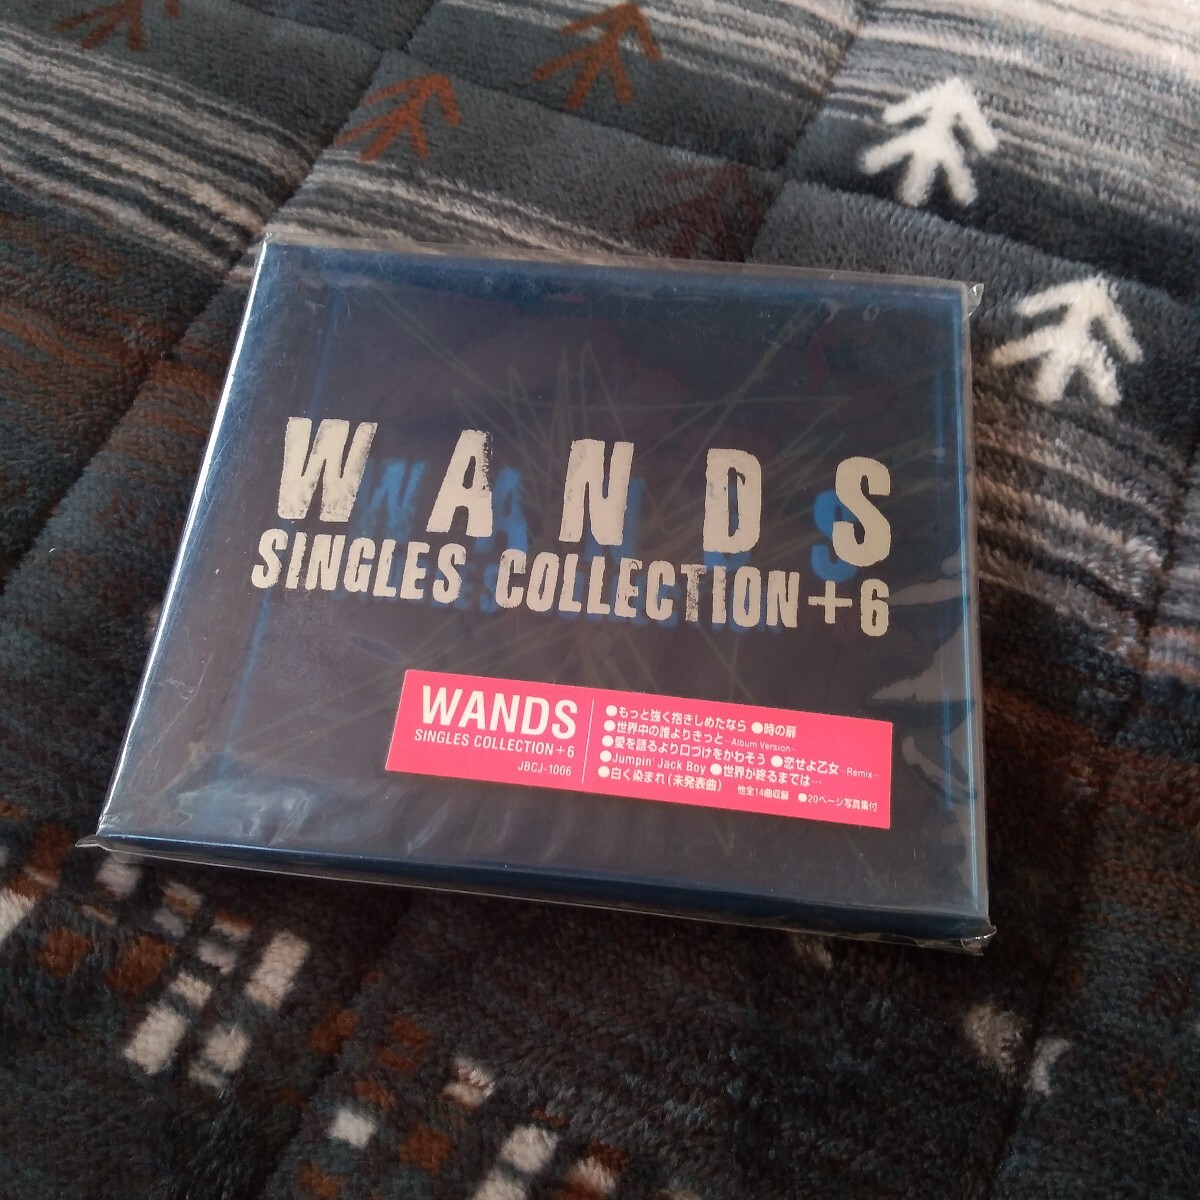 WANDS
SINGLES COLLECTION+6
WANDS
SINGLES COLLECTION+6
JBCJ-1006
●もっと強く抱きしめたなら ●時の扉
●世界中の誰よりきっと -Album Version-
●愛を語るより口づけをかわそう ●恋せよ乙女 -Remix-
●Jumpin' Jack Boy ●世界が終るまでは…
●白く染まれ(未発表曲) 他全14曲収録 ●20ページ写真集付